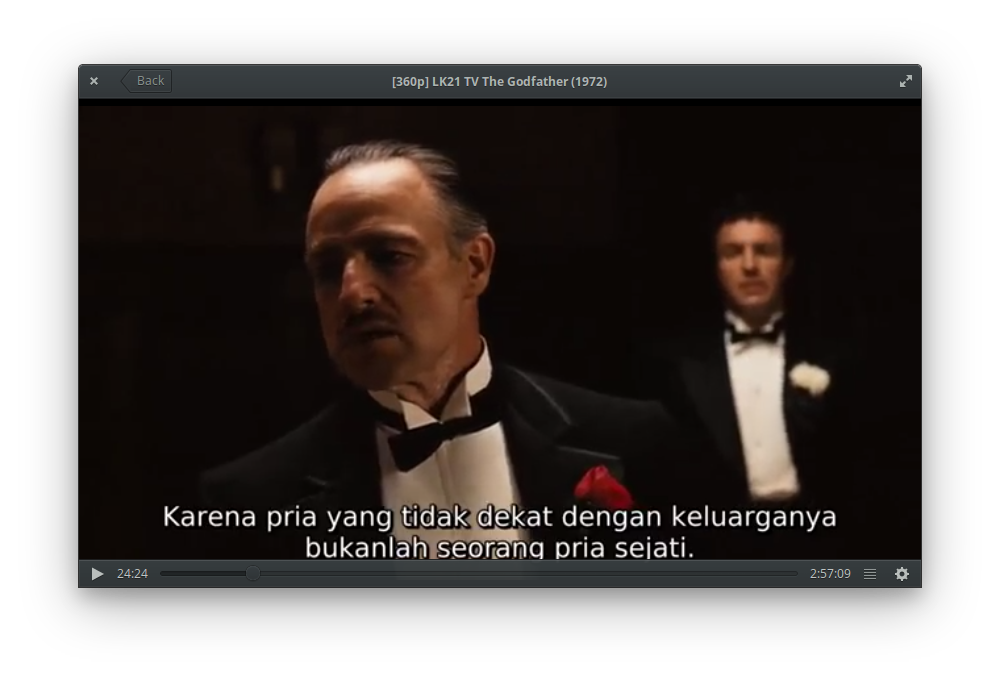 Back
[360p] LK21 TV The Godfather (1972)
Karena pria yang tidak dekat dengan keluarganya
bukanlah seorang pria sejati.
24:24
2:57:09